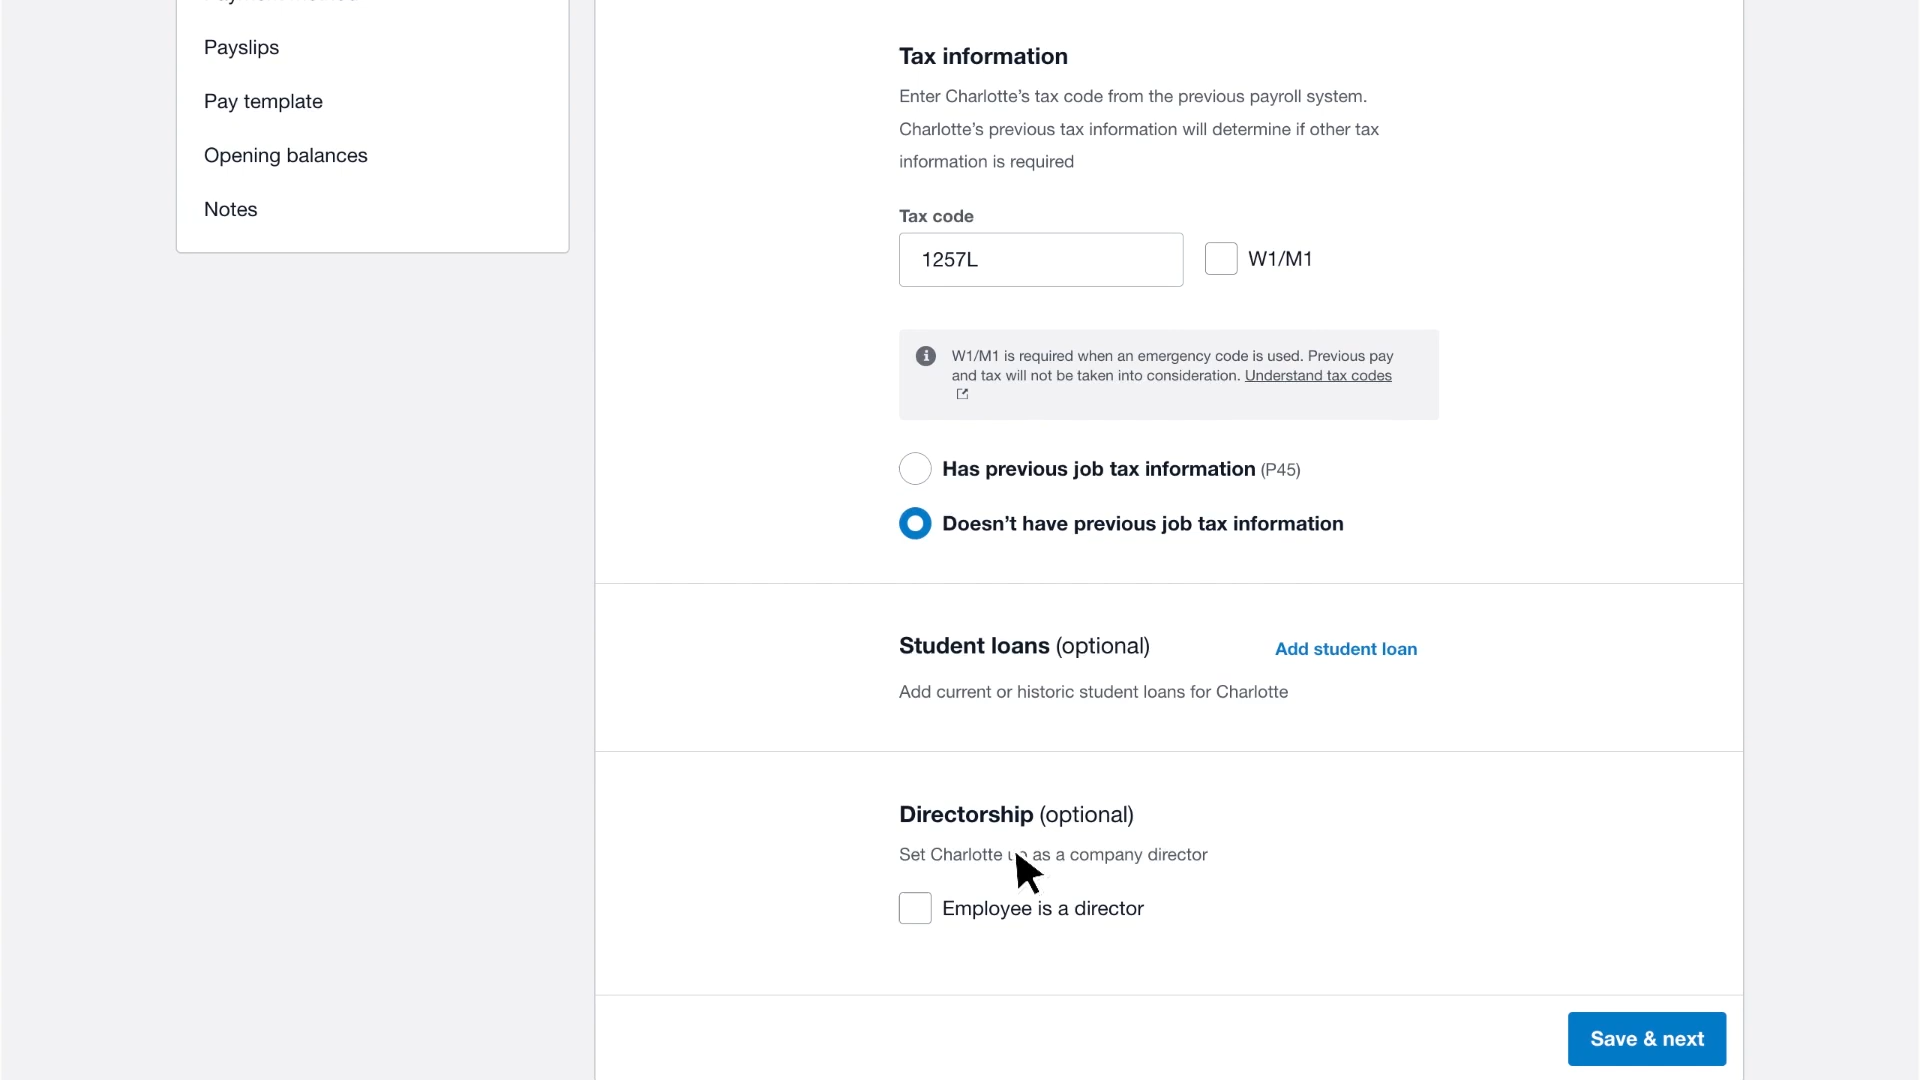 Payslips
Pay template
Opening balances
Notes
Tax information
Enter Charlotte’s tax code from the previous payroll system.
Charlotte’s previous tax information will determine if other tax
information is required
Tax code
1257L
W1/M1
W1/M1 is required when an emergency code is used. Previous pay
and tax will not be taken into consideration. Understand tax codes
Has previous job tax information (P45)
Doesn’t have previous job tax information
Student loans (optional)
Add student loan
Add current or historic student loans for Charlotte
Directorship (optional)
Set Charlotte up as a company director
Employee is a director
Save & next